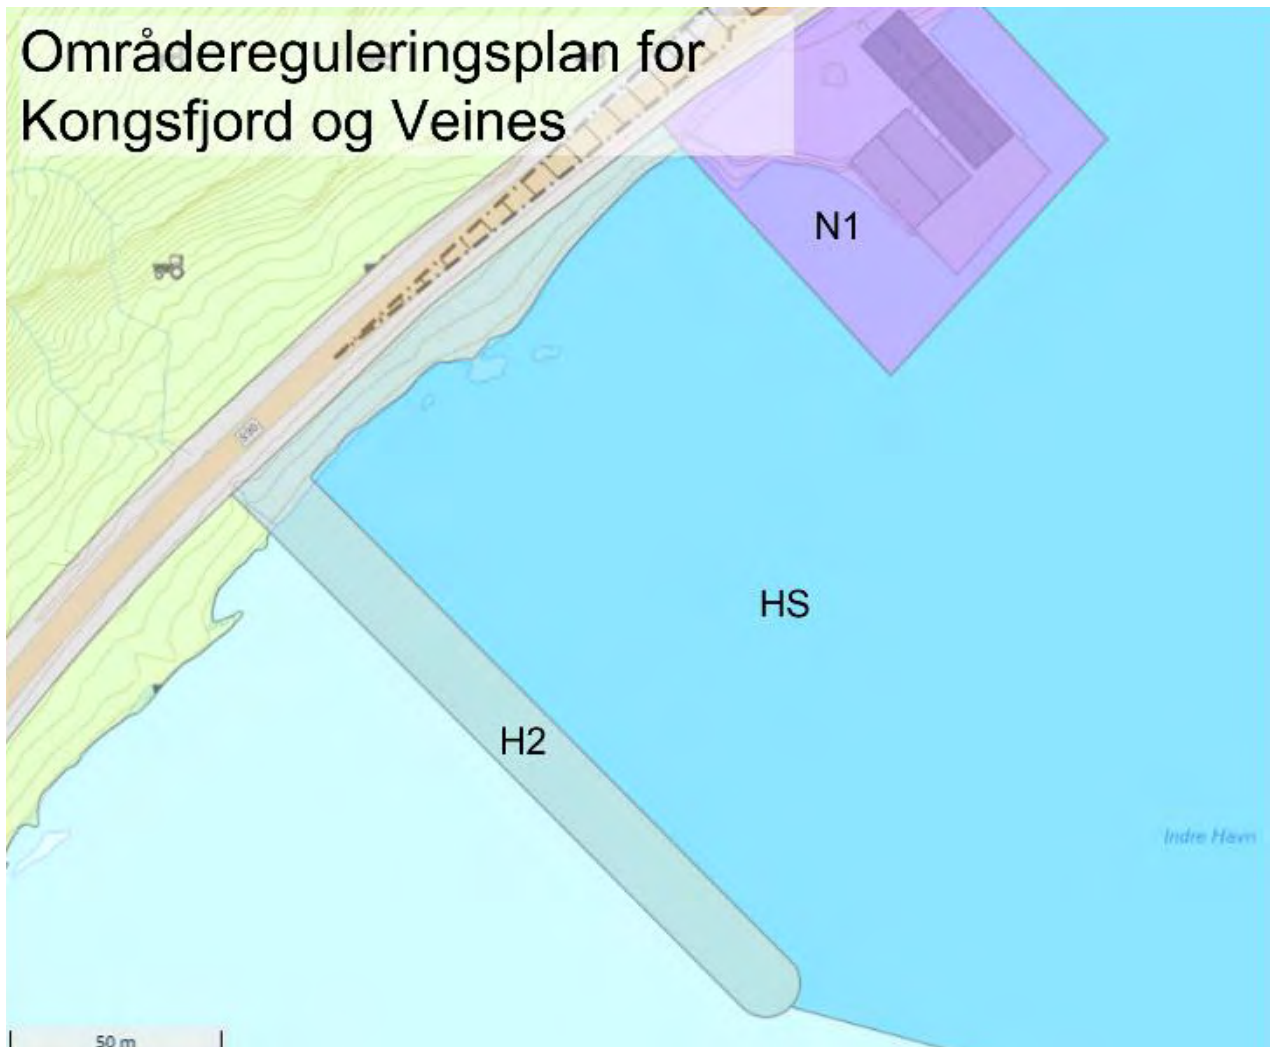 Områdereguleringsplan for
Kongsfjord og Veines
N1
HS
H2
Indre Havn
50 m